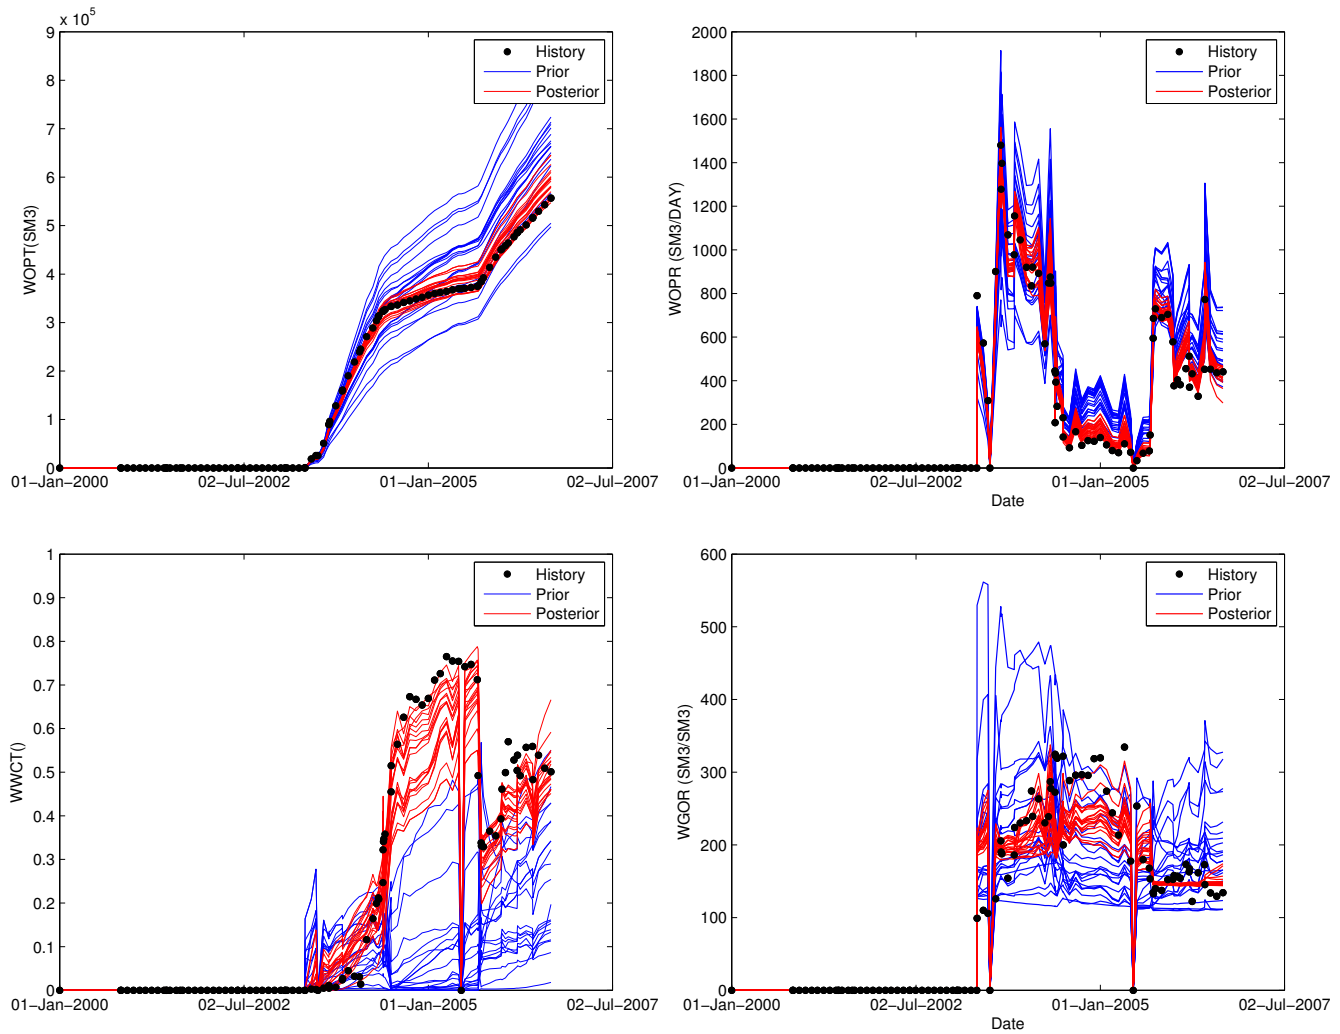 x 10^5
9
8
7
6
5
4
3
2
1
0
WOPT(SM3)
01-Jan-2000
02-Jul-2002
01-Jan-2005
02-Jul-2007
History
Prior
Posterior
2000
1800
1600
1400
1200
1000
800
600
400
200
0
WOPR (SM3/DAY)
01-Jan-2000
02-Jul-2002
01-Jan-2005
02-Jul-2007
Date
History
Prior
Posterior
1
0.9
0.8
0.7
0.6
0.5
0.4
0.3
0.2
0.1
0
WWCT()
01-Jan-2000
02-Jul-2002
01-Jan-2005
02-Jul-2007
History
Prior
Posterior
600
500
400
300
200
100
0
WGOR (SM3/SM3)
01-Jan-2000
02-Jul-2002
01-Jan-2005
02-Jul-2007
Date
History
Prior
Posterior